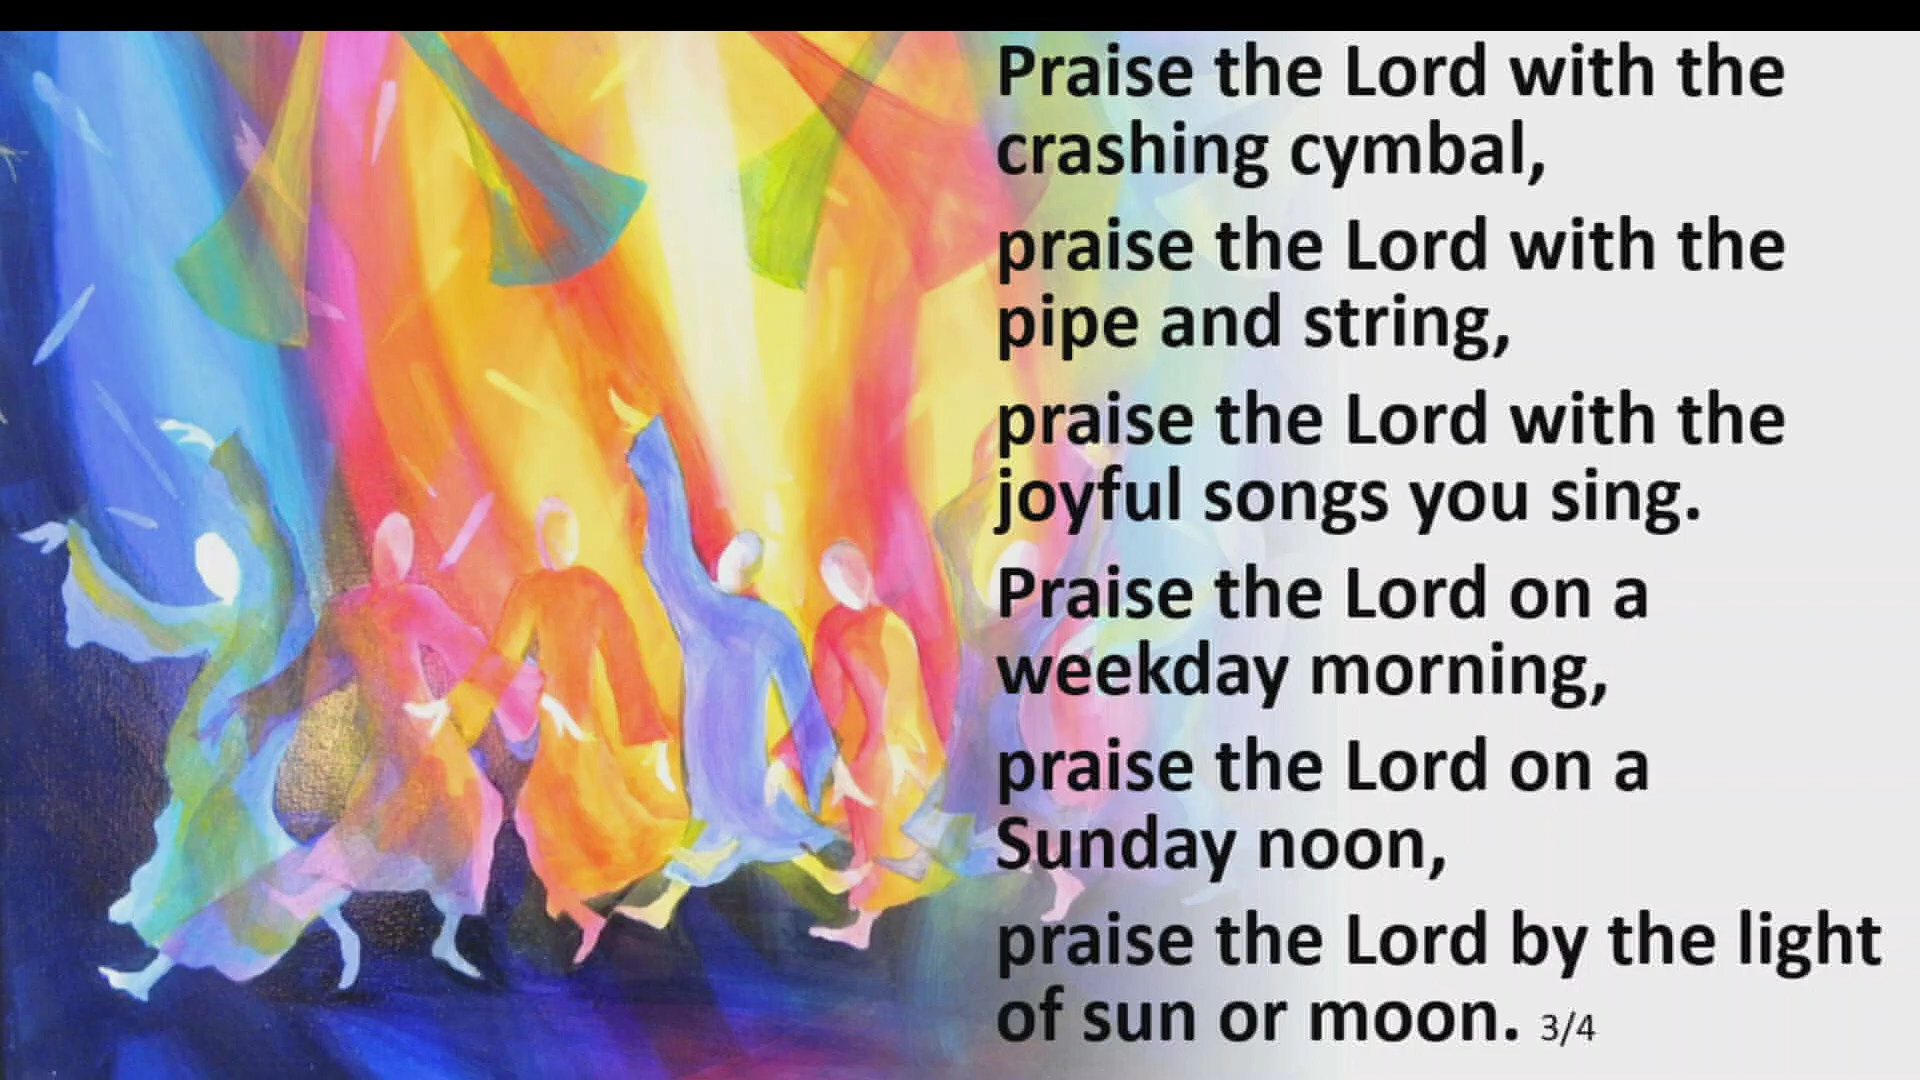 Praise the Lord with the
crashing cymbal,
praise the Lord with the
pipe and string,
praise the Lord with the
joyful songs you sing.
Praise the Lord on a
weekday morning,
praise the Lord on a
Sunday noon,
praise the Lord by the light
of sun or moon. 3/4